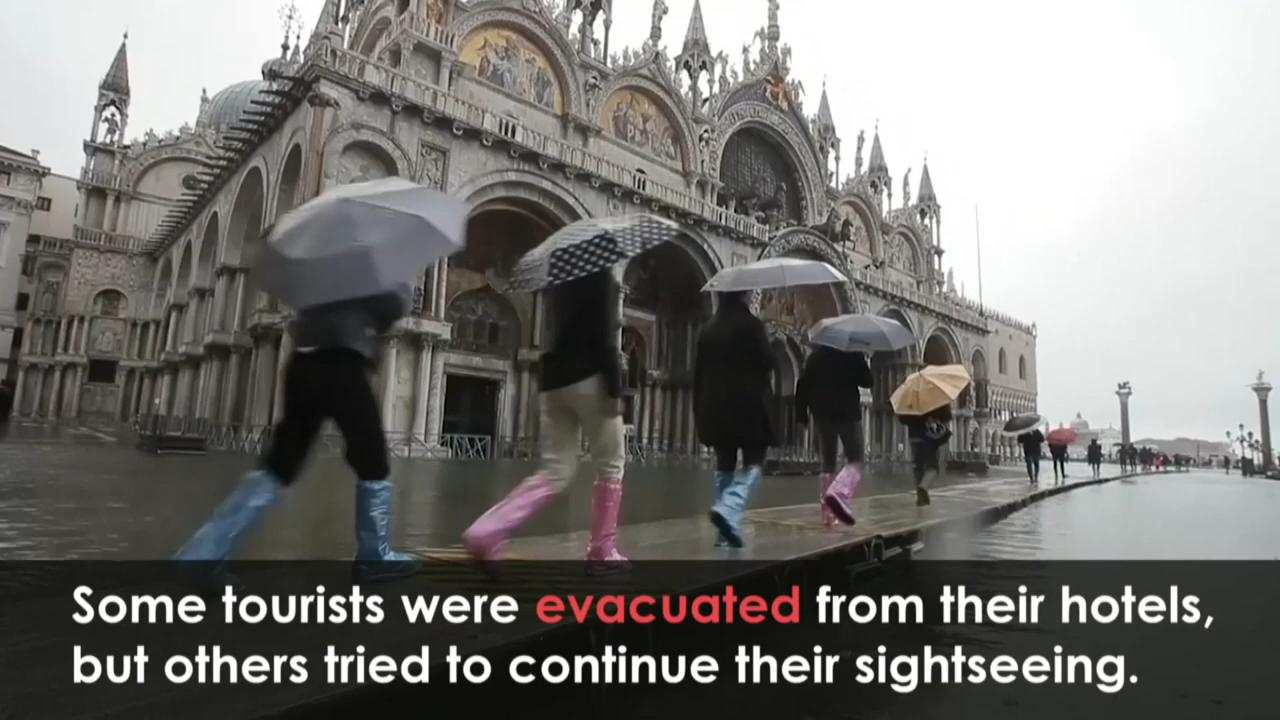 Some tourists were evacuated from their hotels,
but others tried to continue their sightseeing.